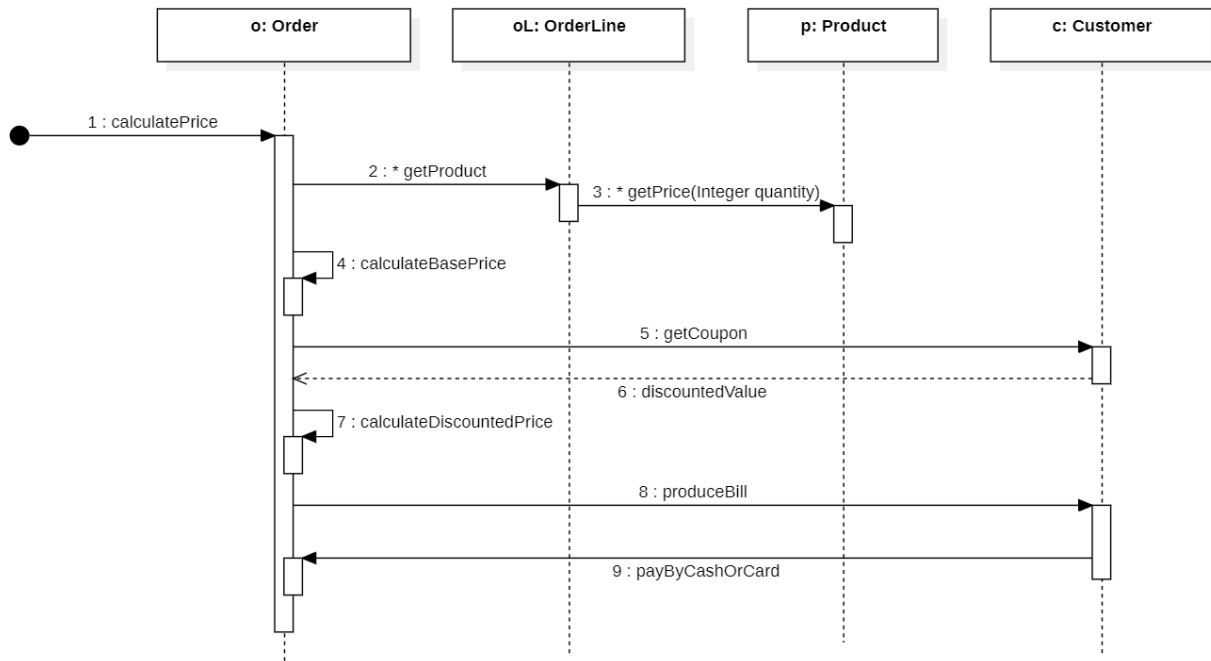 o: Order
oL: OrderLine
p: Product
c: Customer
1 : calculatePrice
2 : * getProduct
3 : * getPrice(Integer quantity)
4 : calculateBasePrice
5 : getCoupon
6 : discountedValue
7 : calculateDiscountedPrice
8 : produceBill
9 : payByCashOrCard